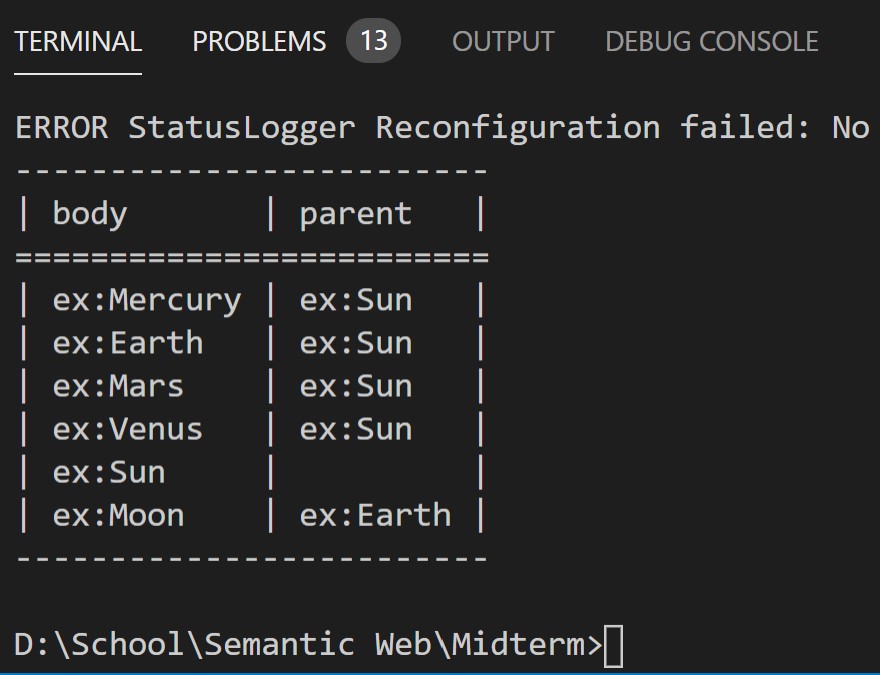 TERMINAL PROBLEMS 13 OUTPUT DEBUG CONSOLE
ERROR StatusLogger Reconfiguration failed: No
-------------------------
| body       | parent   |
=========================
| ex:Mercury | ex:Sun   |
| ex:Earth   | ex:Sun   |
| ex:Mars    | ex:Sun   |
| ex:Venus   | ex:Sun   |
| ex:Sun     |          |
| ex:Moon    | ex:Earth |
-------------------------
D:\School\Semantic Web\Midterm>